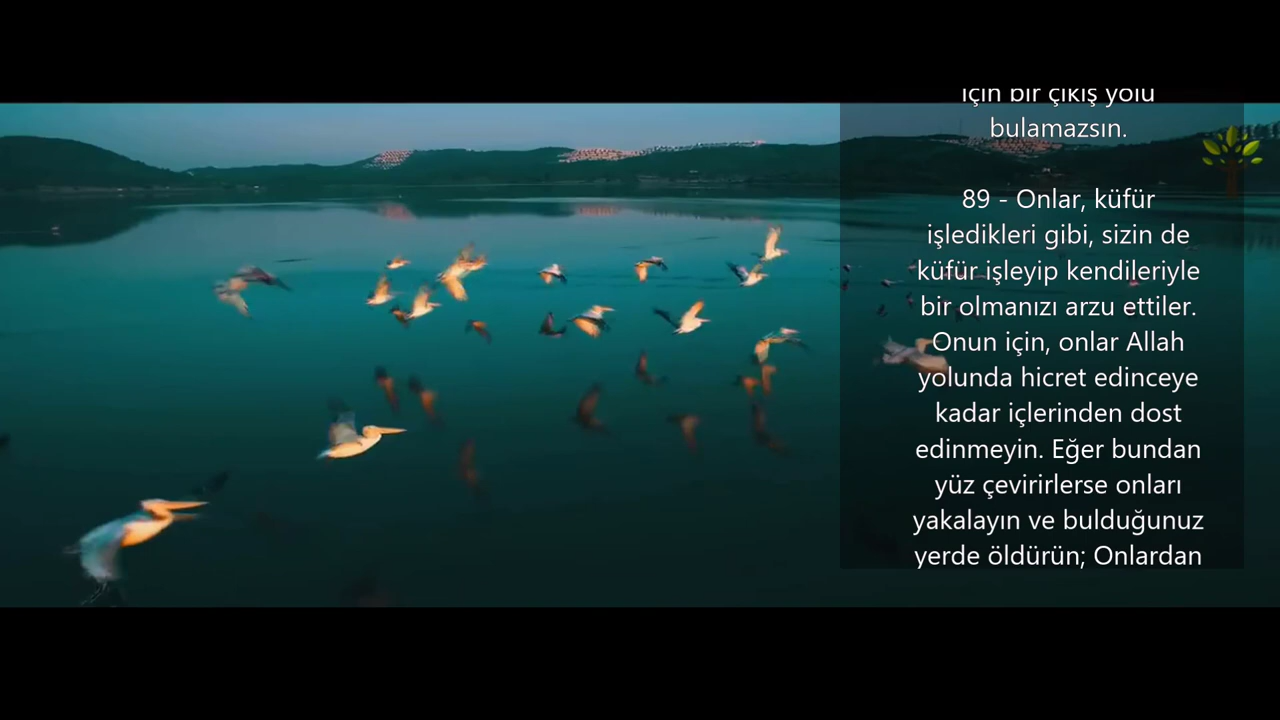 için bir çıkış yolu
bulamazsın.
89 - Onlar, küfür
işledikleri gibi, sizin de
küfür işleyip kendileriyle
bir olmanızı arzu ettiler.
Onun için, onlar Allah
yolunda hicret edinceye
kadar içlerinden dost
edinmeyin. Eğer bundan
yüz çevirirlerse onları
yakalayın ve bulduğunuz
yerde öldürün; Onlardan